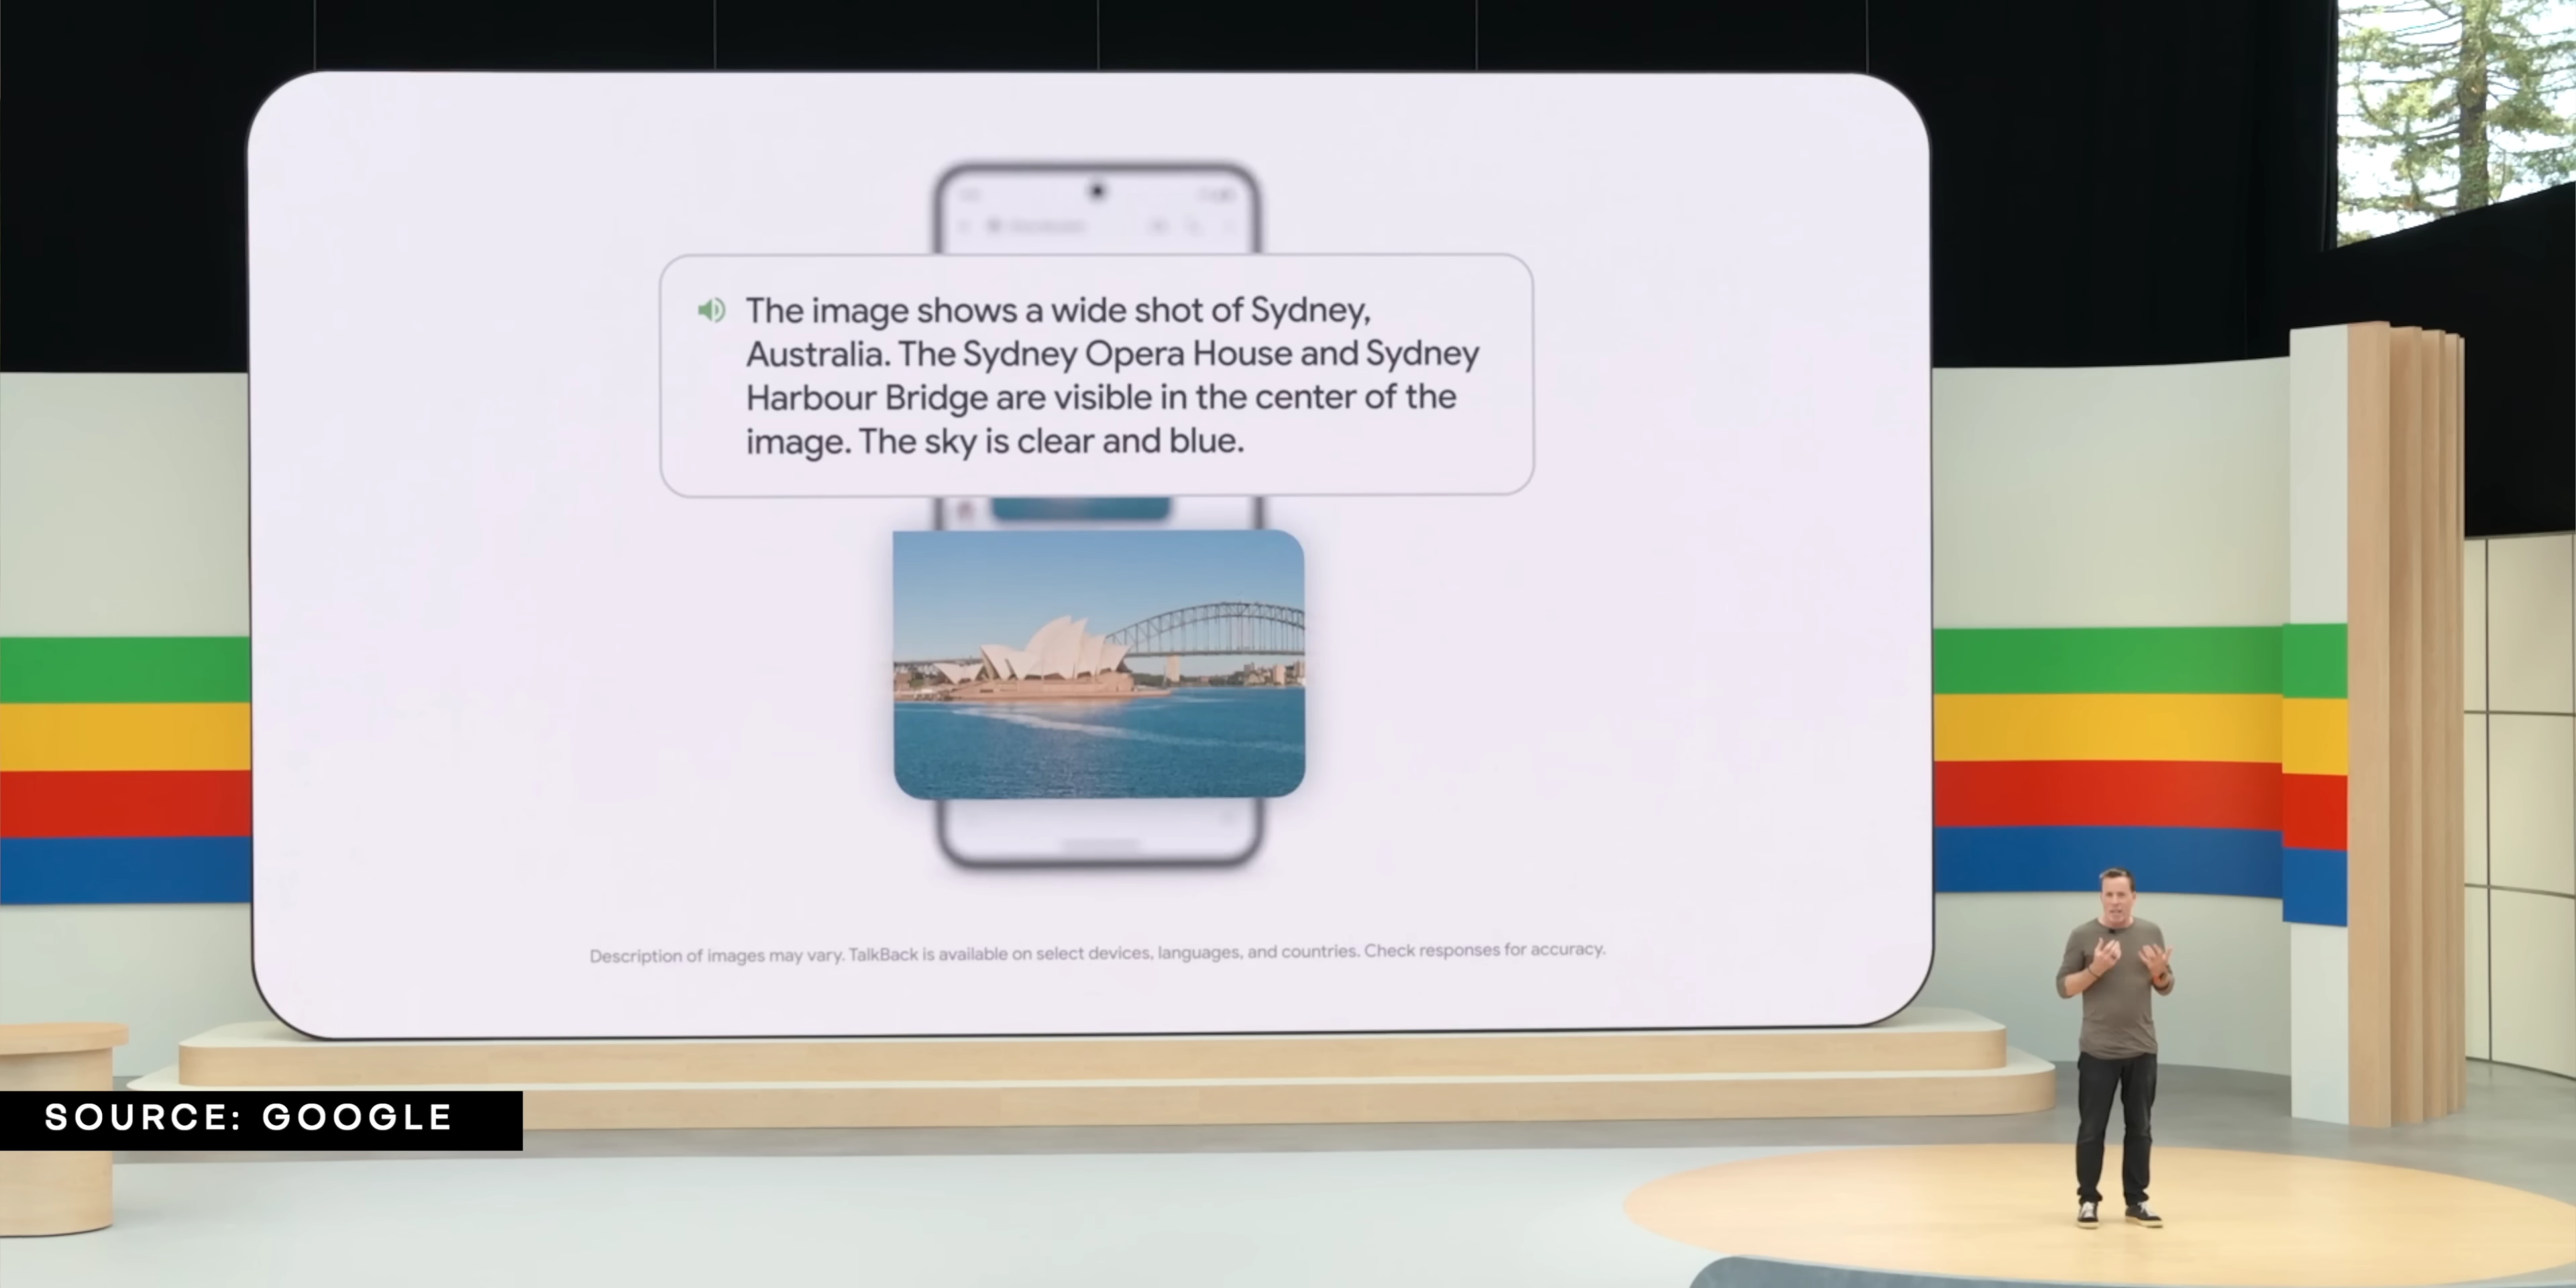 The image shows a wide shot of Sydney,
Australia. The Sydney Opera House and Sydney
Harbour Bridge are visible in the center of the
image. The sky is clear and blue.
Description of images may vary. TalkBack is available on select devices, languages, and countries. Check responses for accuracy.
SOURCE: GOOGLE